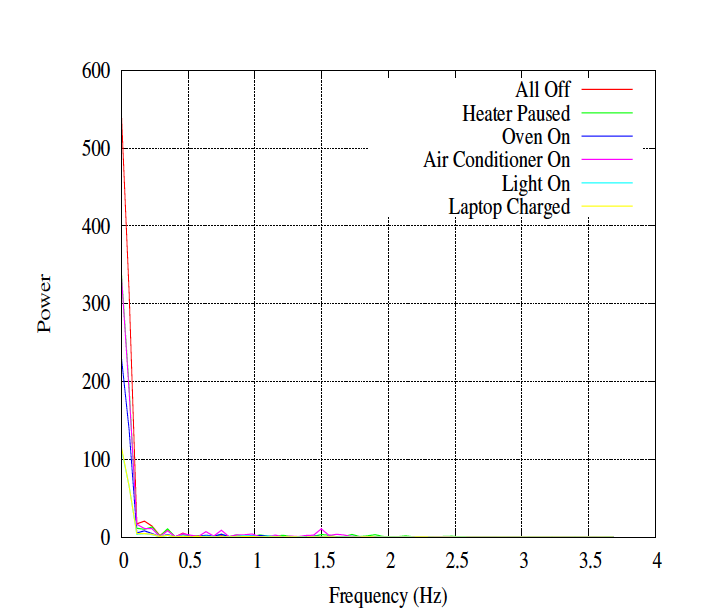 600
500
400
300
200
100
0
Power
All Off
Heater Paused
Oven On
Air Conditioner On
Light On
Laptop Charged
0 0.5 1 1.5 2 2.5 3 3.5 4
Frequency (Hz)